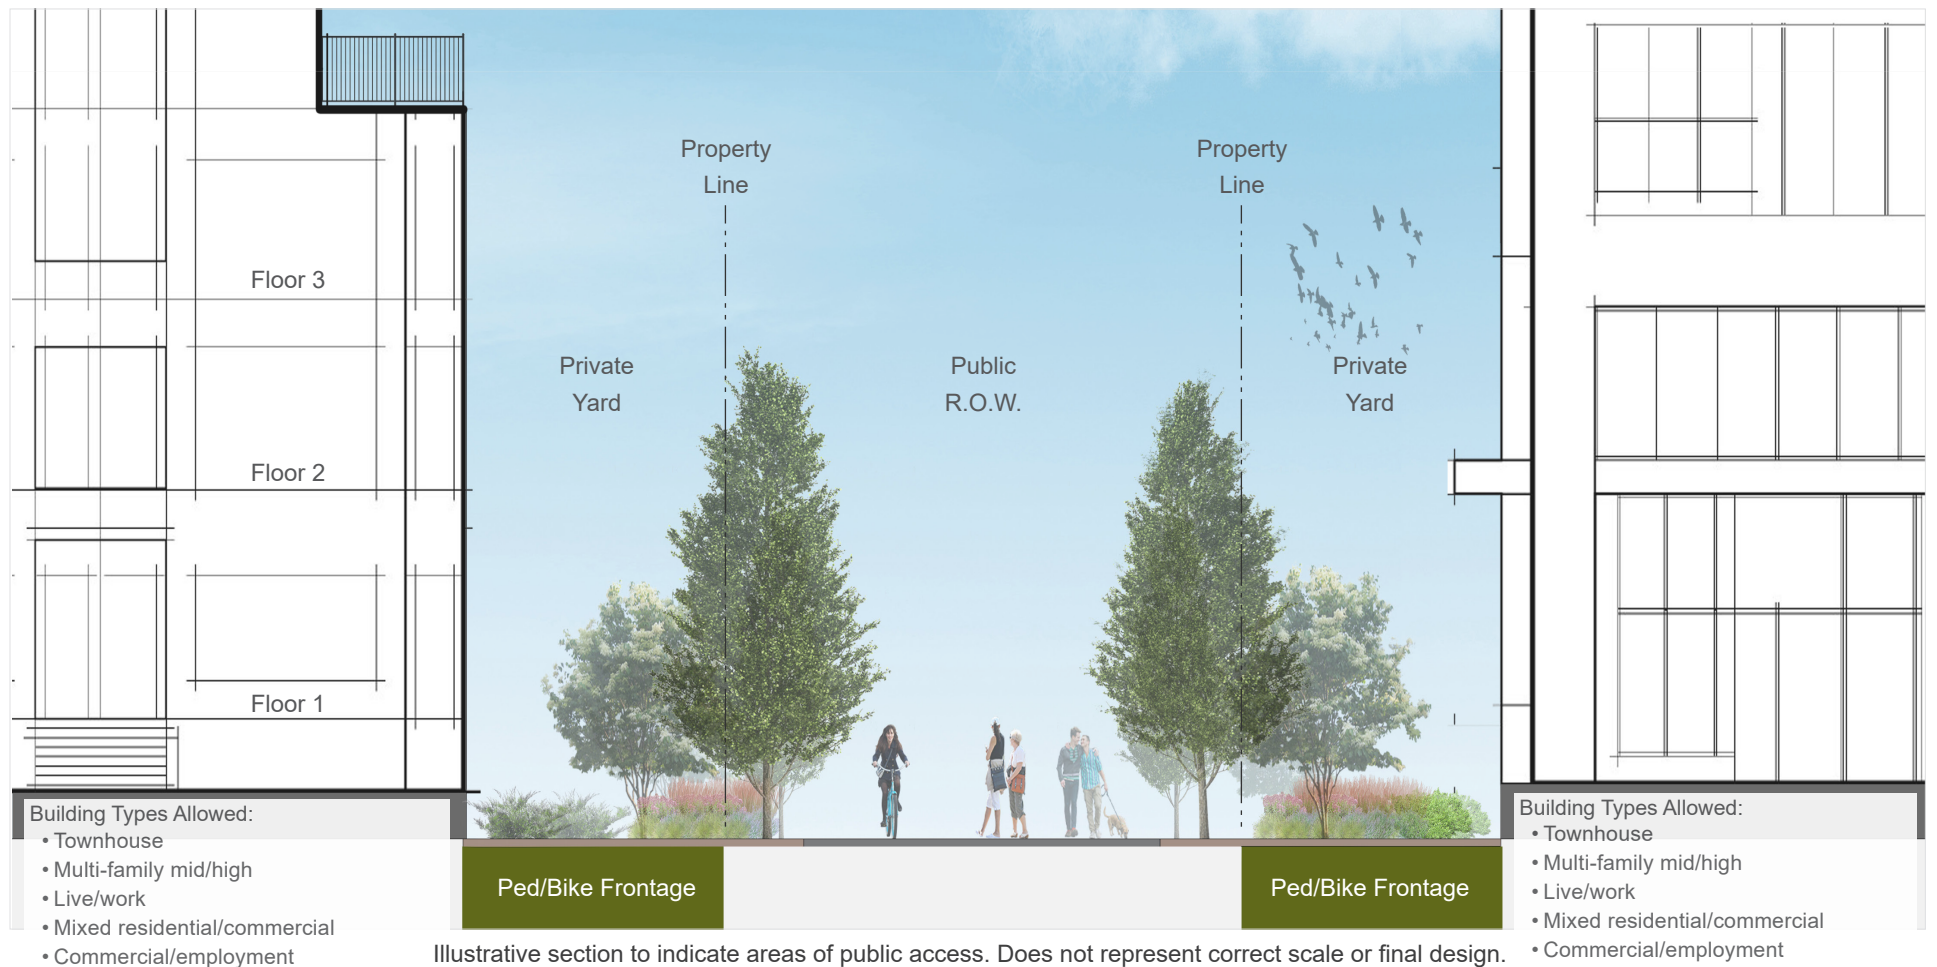 Property
Line
Property
Line
Floor 3
Private
Yard
Public
R.O.W.
Private
Yard
Floor 2
Floor 1
Building Types Allowed:
• Townhouse
• Multi-family mid/high
• Live/work
• Mixed residential/commercial
• Commercial/employment
Ped/Bike Frontage
Ped/Bike Frontage
Building Types Allowed:
• Townhouse
• Multi-family mid/high
• Live/work
• Mixed residential/commercial
• Commercial/employment
Illustrative section to indicate areas of public access. Does not represent correct scale or final design.